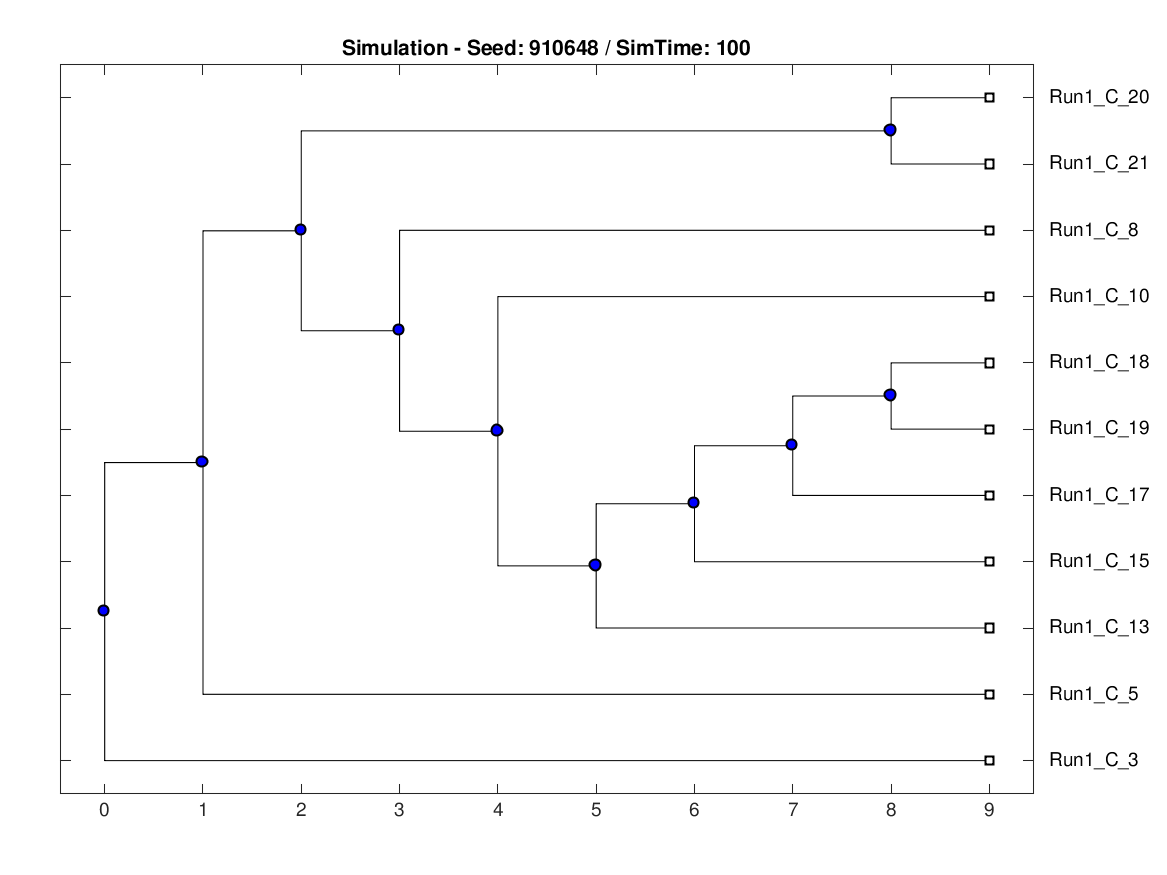 Simulation - Seed: 910648 / SimTime: 100
Run1_C_20
Run1_C_21
Run1_C_8
Run1_C_10
Run1_C_18
Run1_C_19
Run1_C_17
Run1_C_15
Run1_C_13
Run1_C_5
Run1_C_3
0 1 2 3 4 5 6 7 8 9